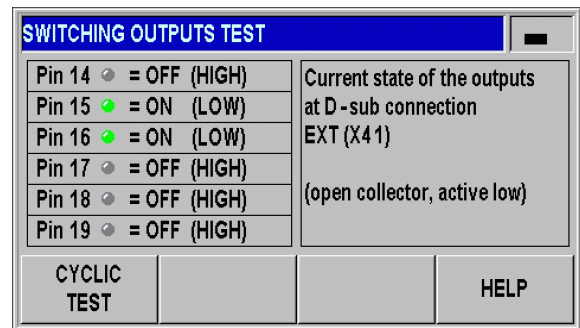 SWITCHING OUTPUTS TEST
Pin 14 = OFF (HIGH)
Pin 15 = ON (LOW)
Pin 16 = ON (LOW)
Pin 17 = OFF (HIGH)
Pin 18 = OFF (HIGH)
Pin 19 = OFF (HIGH)
Current state of the outputs
at D-sub connection
EXT (X41)
(open collector, active low)
CYCLIC
TEST
HELP